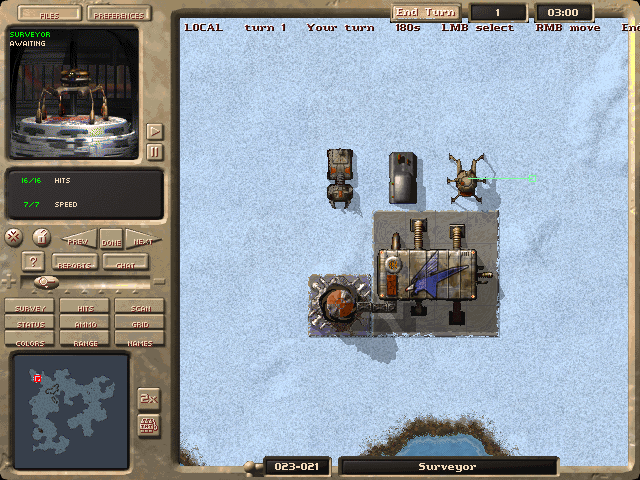 FILES PREFERENCES End Turn 1 03:00
LOCAL turn 1 Your turn 180s LMB select RMB move En
SURVEYOR
AWAITING
16/16 HITS
7/7 SPEED
PREV DONE NEXT
? REPORTS CHAT
SURVEY HITS SCAN
STATUS AMMO GRID
COLORS RANGE NAMES
2x
023-021 Surveyor